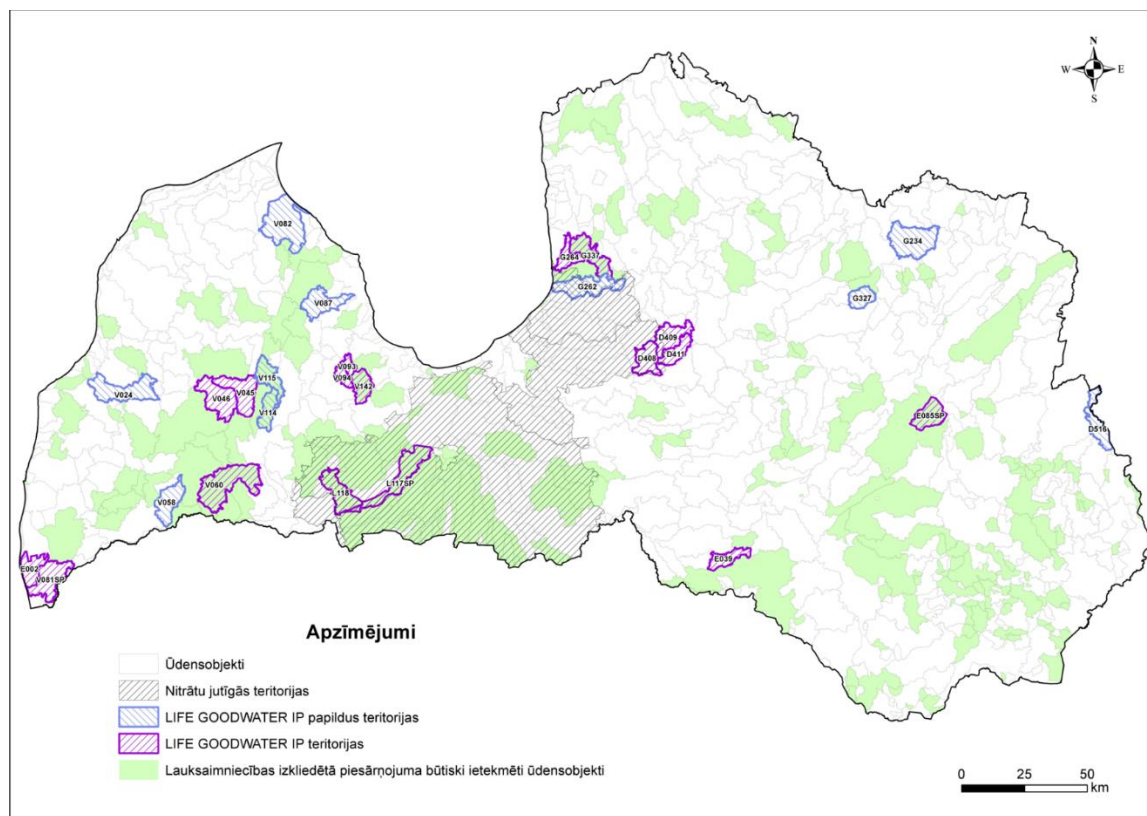 N
W E
S
V082
G234
G264 G337
G262
V087
G327
D409
D408 D411
V093
V094
V142
V115
V024
V046 V045
V114
E085SP
D516
L117SP
V060
L118
V058
E039
E002
V081SP
Apzīmējumi
Ūdensobjekti
Nitrātu jutīgās teritorijas
LIFE GOODWATER IP papildus teritorijas
LIFE GOODWATER IP teritorijas
Lauksaimniecības izkliedētā piesārņojuma būtiski ietekmēti ūdensobjekti
0 25 50
km